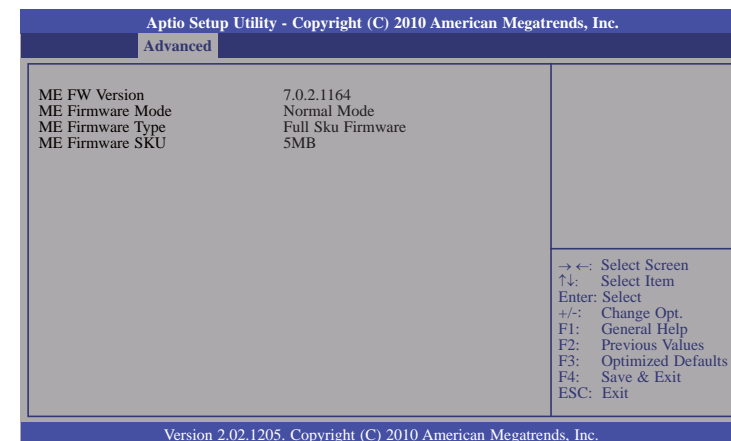 Aptio Setup Utility - Copyright (C) 2010 American Megatrends, Inc.
Advanced
ME FW Version 7.0.2.1164
ME Firmware Mode Normal Mode
ME Firmware Type Full Sku Firmware
ME Firmware SKU 5MB
→ ←: Select Screen
↑↓: Select Item
Enter: Select
+/-: Change Opt.
F1: General Help
F2: Previous Values
F3: Optimized Defaults
F4: Save & Exit
ESC: Exit
Version 2.02.1205. Copyright (C) 2010 American Megatrends, Inc.